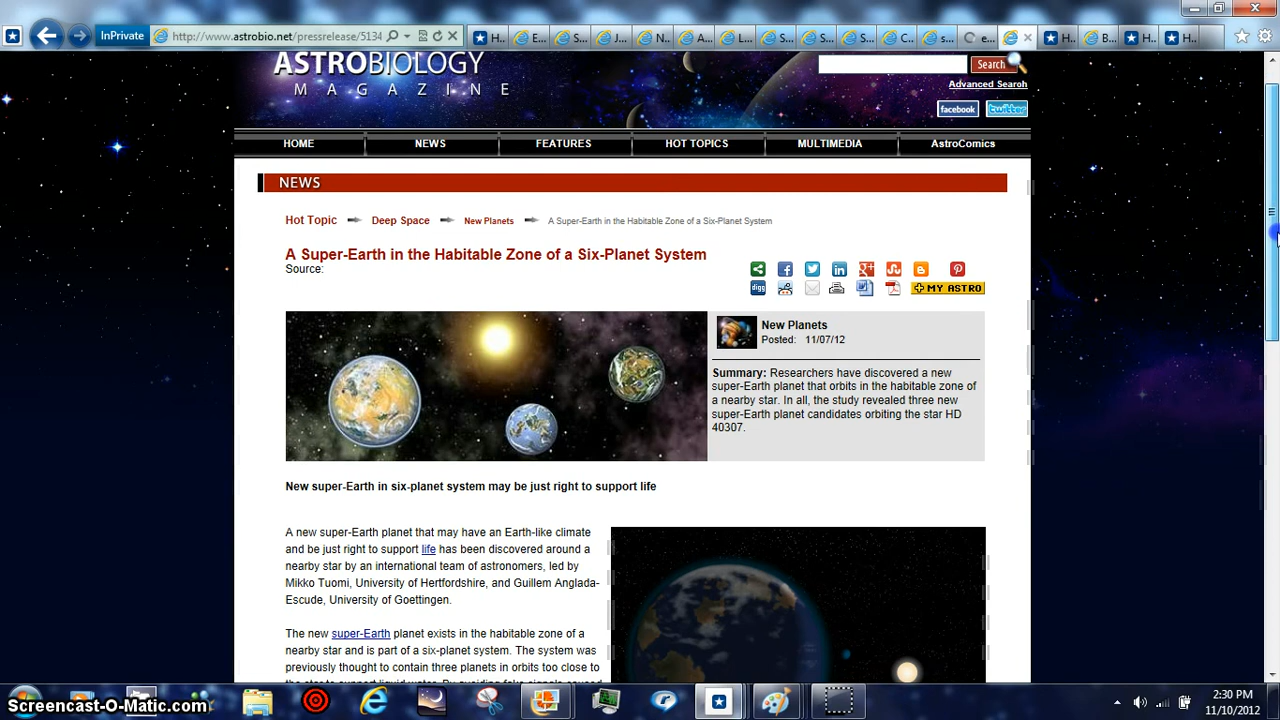 InPrivate
http://www.astrobio.net/pressrelease/5134
H.
E..
S..
J...
N..
A..
L...
S..
S..
S..
C..
s...
e...
H.
B..
H.
H.
ASTROBIOLOGY
MAGAZINE
Search
Advanced Search
facebook
twitter
HOME
NEWS
FEATURES
HOT TOPICS
MULTIMEDIA
AstroComics
NEWS
Hot Topic
Deep Space
New Planets
A Super-Earth in the Habitable Zone of a Six-Planet System
A Super-Earth in the Habitable Zone of a Six-Planet System
Source:
digg
MY ASTRO
New Planets
Posted: 11/07/12
Summary: Researchers have discovered a new
super-Earth planet that orbits in the habitable zone of
a nearby star. In all, the study revealed three new
super-Earth planet candidates orbiting the star HD
40307.
New super-Earth in six-planet system may be just right to support life
A new super-Earth planet that may have an Earth-like climate
and be just right to support life has been discovered around a
nearby star by an international team of astronomers, led by
Mikko Tuomi, University of Hertfordshire, and Guillem Anglada-
Escude, University of Goettingen.
The new super-Earth planet exists in the habitable zone of a
nearby star and is part of a six-planet system. The system was
previously thought to contain three planets in orbits too close to
Screencast-O-Matic.com
2:30 PM
11/10/2012